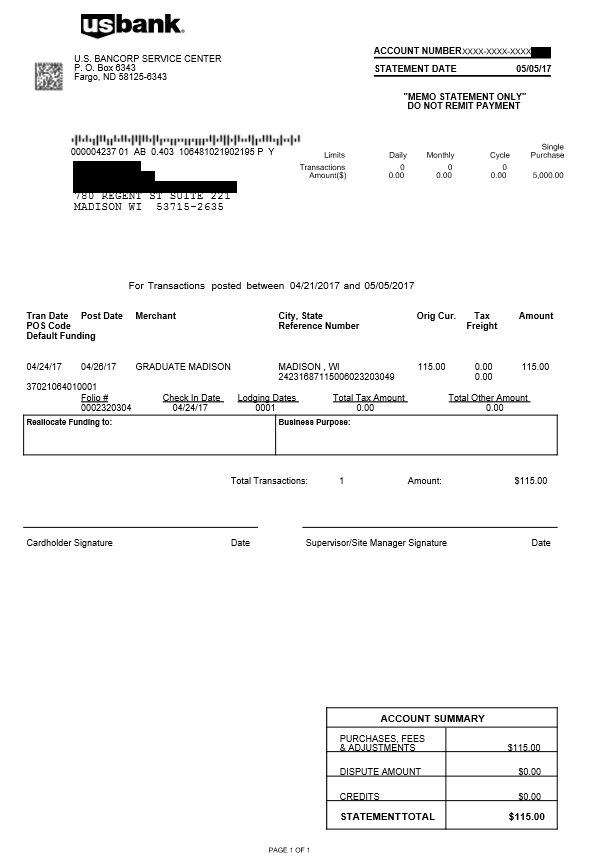 usbank.
U.S. BANCORP SERVICE CENTER
P. O. Box 6343
Fargo, ND 58125-6343
ACCOUNT NUMBER XXXX-XXXX-XXXX
STATEMENT DATE 05/05/17
"MEMO STATEMENT ONLY"
DO NOT REMIT PAYMENT
000004237 01 AB 0.403 106481021902195 P Y
780 REGENT ST SUITE 221
MADISON WI 53715-2635
Single
Limits Daily Monthly Cycle Purchase
Transactions 0 0 0
Amount($) 0.00 0.00 0.00 5,000.00
For Transactions posted between 04/21/2017 and 05/05/2017
Tran Date Post Date Merchant City, State Orig Cur. Tax Amount
POS Code Reference Number Freight
Default Funding
04/24/17 04/26/17 GRADUATE MADISON MADISON , WI 115.00 0.00 115.00
24231687115006023203049 0.00
37021064010001
Folio # Check In Date Lodging Dates Total Tax Amount Total Other Amount
0002320304 04/24/17 0001 0.00 0.00
Reallocate Funding to: Business Purpose:
Total Transactions: 1 Amount: $115.00
Cardholder Signature Date Supervisor/Site Manager Signature Date
ACCOUNT SUMMARY
PURCHASES, FEES
& ADJUSTMENTS $115.00
DISPUTE AMOUNT $0.00
CREDITS $0.00
STATEMENT TOTAL $115.00
PAGE 1 OF 1